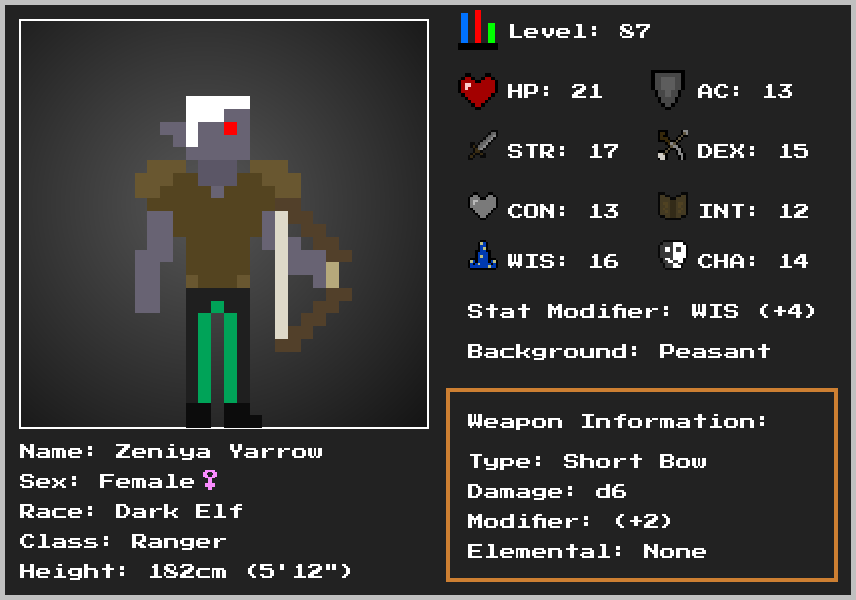 Level: 87
HP: 21 AC: 13
STR: 17 DEX: 15
CON: 13 INT: 12
WIS: 16 CHA: 14
Stat Modifier: WIS (+4)
Background: Peasant
Weapon Information:
Type: Short Bow
Damage: d6
Modifier: (+2)
Elemental: None
Name: Zeniya Yarrow
Sex: Female♀
Race: Dark Elf
Class: Ranger
Height: 182cm (5'12")